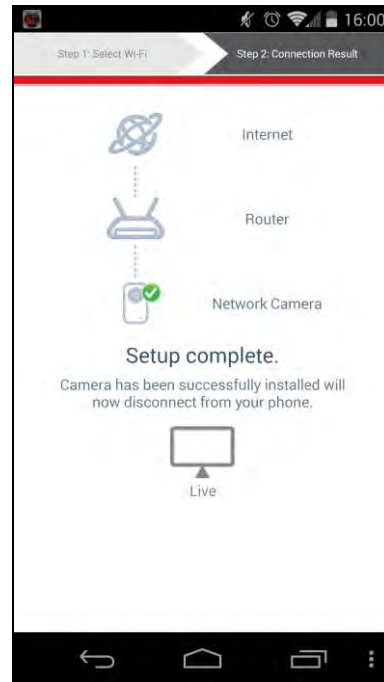 16:00
Step 1: Select Wi-Fi
Step 2: Connection Result
Internet
Router
Network Camera
Setup complete.
Camera has been successfully installed will
now disconnect from your phone.
Live